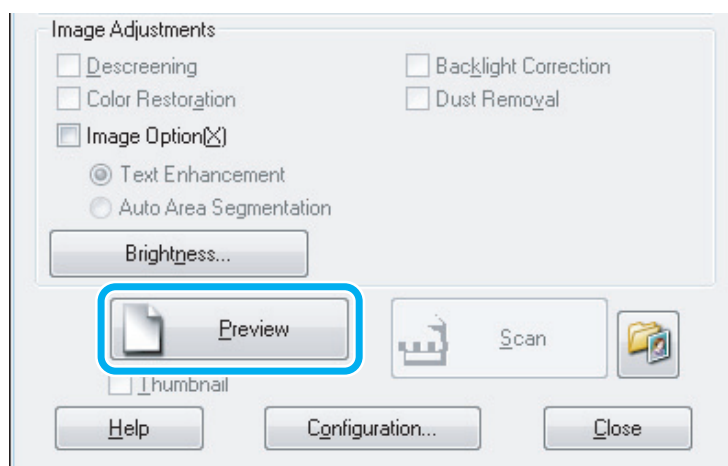 Image Adjustments
Descreening Backlight Correction
Color Restoration Dust Removal
Image Option(X)
Text Enhancement
Auto Area Segmentation
Brightness...
Preview Scan
Thumbnail
Help Configuration... Close